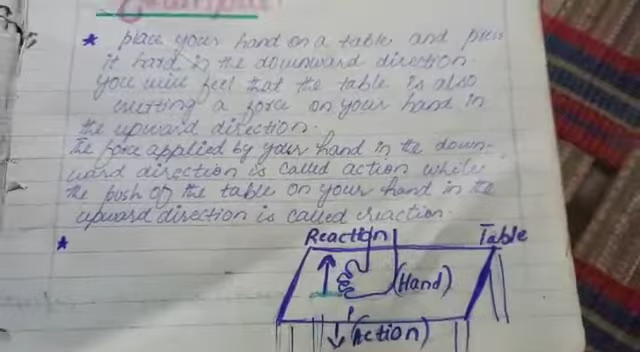 Example
* place your hand on a table and press
it hard in the downward direction.
you will feel that the table is also
exerting a force on your hand in
the upward direction.
The force applied by your hand in the down-
ward direction is called action while
the push of the table on your hand in the
upward direction is called reaction.
*
Reaction Table
(Hand)
(Action)